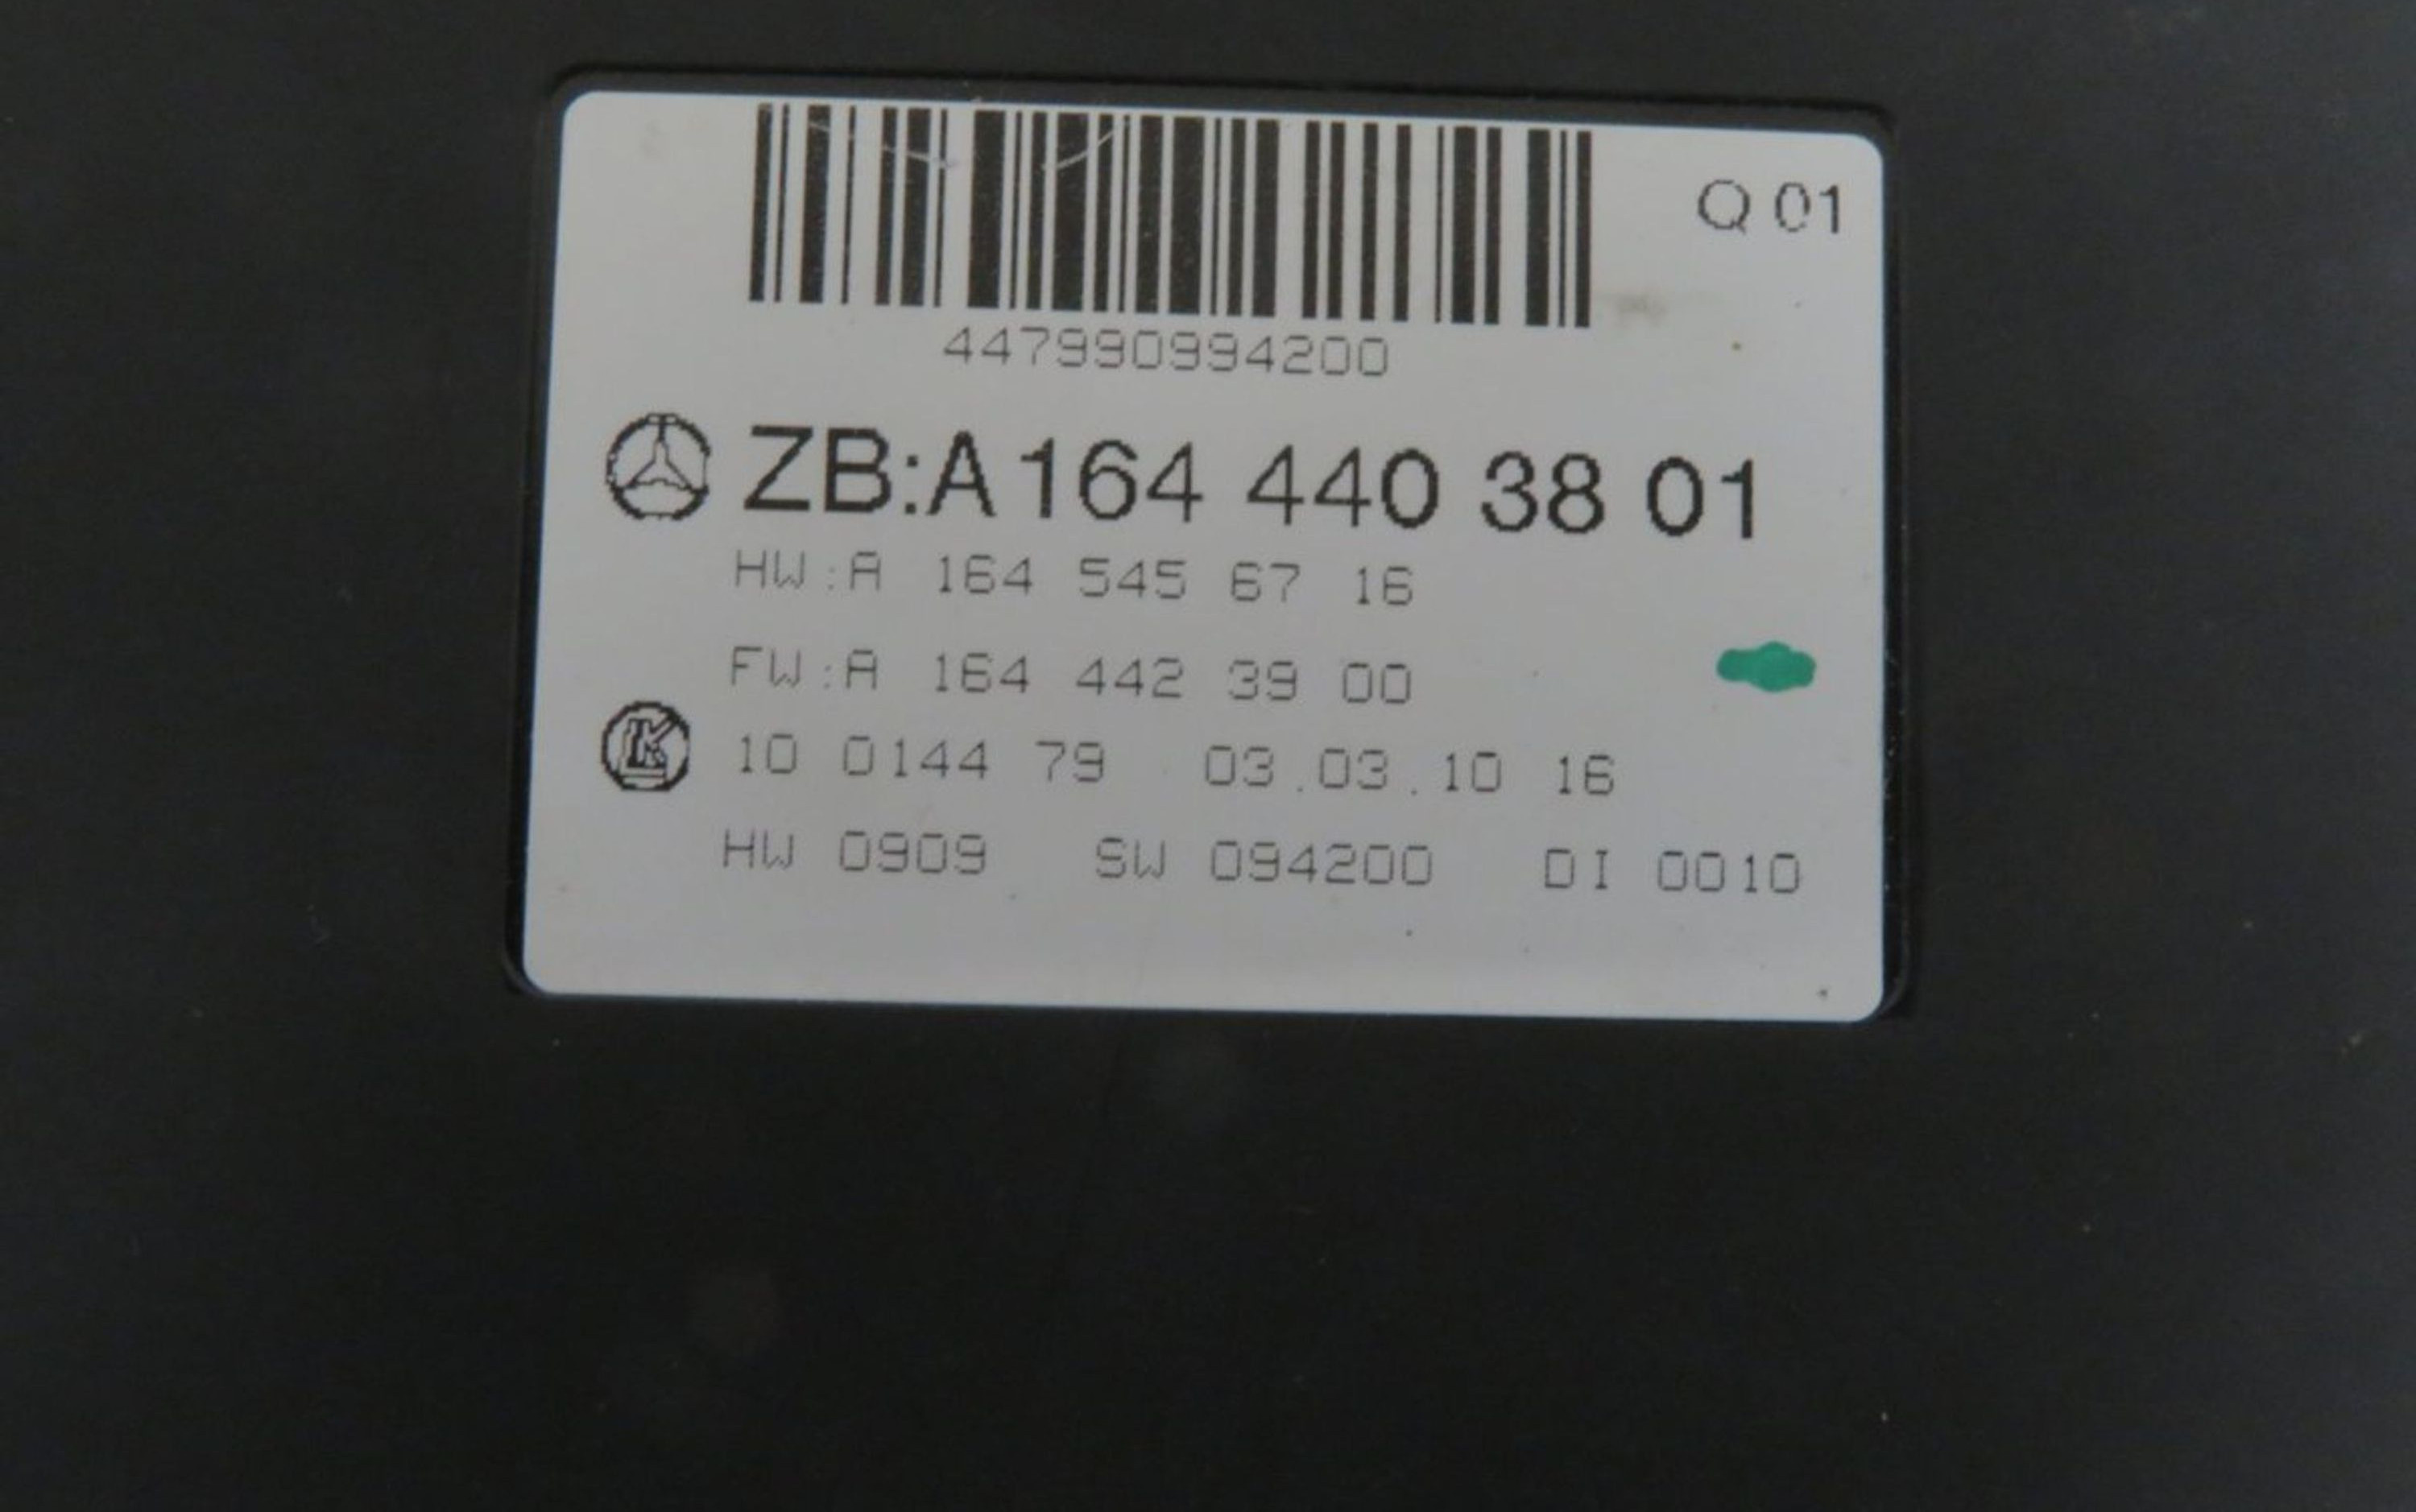 Q 01
447990994200
ZB:A 164 440 38 01
HW:A 164 545 67 16
FW:A 164 442 39 00
LK 10 0144 79 03.03.10 16
HW 0909 SW 094200 DI 0010